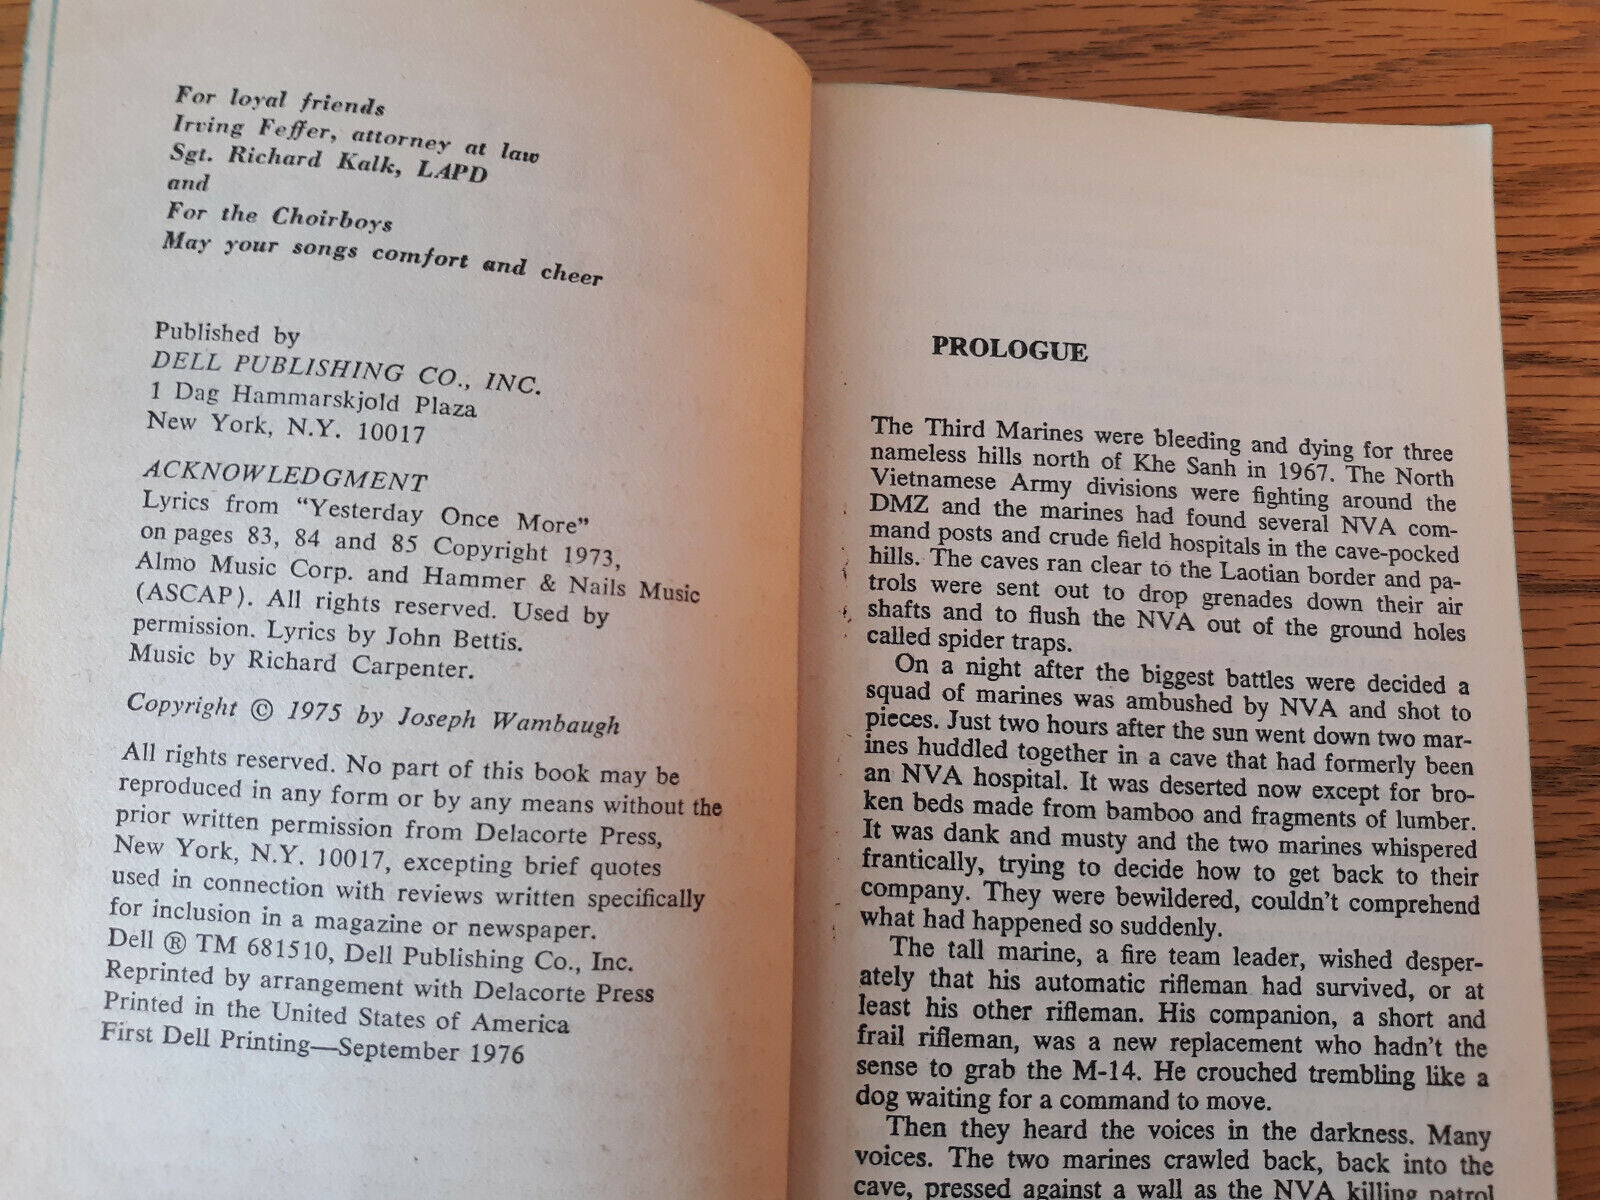 For loyal friends
Irving Feffer, attorney at law
Sgt. Richard Kalk, LAPD
and
For the Choirboys
May your songs comfort and cheer
Published by
DELL PUBLISHING CO., INC.
1 Dag Hammarskjold Plaza
New York, N.Y. 10017
ACKNOWLEDGMENT
Lyrics from "Yesterday Once More"
on pages 83, 84 and 85 Copyright 1973,
Almo Music Corp. and Hammer & Nails Music
(ASCAP). All rights reserved. Used by
permission. Lyrics by John Bettis.
Music by Richard Carpenter.
Copyright © 1975 by Joseph Wambaugh
All rights reserved. No part of this book may be
reproduced in any form or by any means without the
prior written permission from Delacorte Press,
New York, N.Y. 10017, excepting brief quotes
used in connection with reviews written specifically
for inclusion in a magazine or newspaper.
Dell ® TM 681510, Dell Publishing Co., Inc.
Reprinted by arrangement with Delacorte Press
Printed in the United States of America
First Dell Printing—September 1976
PROLOGUE
The Third Marines were bleeding and dying for three
nameless hills north of Khe Sanh in 1967. The North
Vietnamese Army divisions were fighting around the
DMZ and the marines had found several NVA com-
mand posts and crude field hospitals in the cave-pocked
hills. The caves ran clear to the Laotian border and pa-
trols were sent out to drop grenades down their air
shafts and to flush the NVA out of the ground holes
called spider traps.
On a night after the biggest battles were decided a
squad of marines was ambushed by NVA and shot to
pieces. Just two hours after the sun went down two mar-
ines huddled together in a cave that had formerly been
an NVA hospital. It was deserted now except for bro-
ken beds made from bamboo and fragments of lumber.
It was dank and musty and the two marines whispered
frantically, trying to decide how to get back to their
company. They were bewildered, couldn't comprehend
what had happened so suddenly.
The tall marine, a fire team leader, wished desper-
ately that his automatic rifleman had survived, or at
least his other rifleman. His companion, a short and
frail rifleman, was a new replacement who hadn't the
sense to grab the M-14. He crouched trembling like a
dog waiting for a command to move.
Then they heard the voices in the darkness. Many
voices. The two marines crawled back, back into the
cave, pressed against a wall as the NVA killing patrol